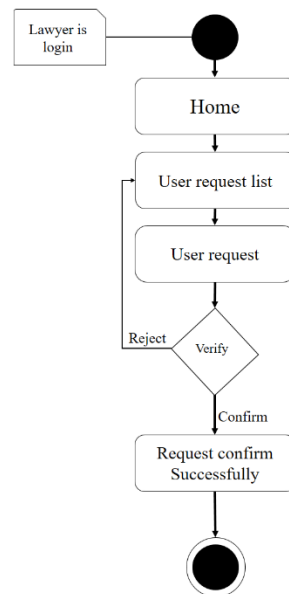 Lawyer is
login
Home
User request list
User request
Verify
Reject
Confirm
Request confirm
Successfully